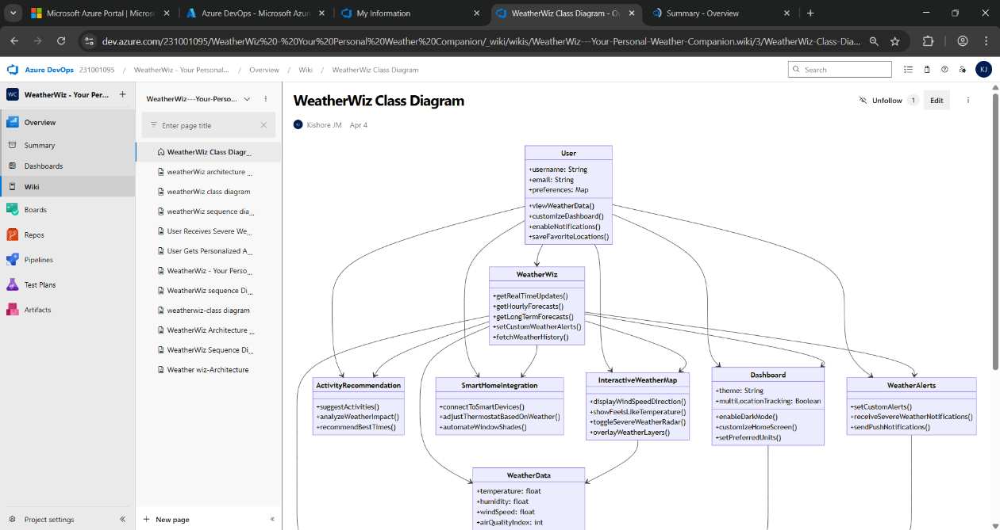 Microsoft Azure Portal | Micros
Azure DevOps - Microsoft Azure
My Information
WeatherWiz Class Diagram - Ov
Summary - Overview
dev.azure.com/231001095/WeatherWiz%20-%20Your%20Personal%20Weather%20Companion/_wiki/wikis/WeatherWiz---Your-Personal-Weather-Companion.wiki/3/WeatherWiz-Class-Dia...
Azure DevOps 231001095 / WeatherWiz - Your Personal... / Overview / Wiki / WeatherWiz Class Diagram
Search
KJ
WC WeatherWiz - Your Per... +
Overview
Summary
Dashboards
Wiki
Boards
Repos
Pipelines
Test Plans
Artifacts
Project settings
WeatherWiz---Your-Perso...
Enter page title
WeatherWiz Class Diagr...
weatherWiz architecture ...
weatherWiz class diagram
weatherWiz sequence dia...
User Receives Severe We...
User Gets Personalized A...
WeatherWiz - Your Perso...
WeatherWiz sequence Di...
weatherwiz-class diagram
WeatherWiz Architecture ...
WeatherWiz Sequence Di...
Weather wiz-Architecture
+ New page
WeatherWiz Class Diagram
Unfollow 1 Edit
KJ Kishore JM Apr 4
User
+username: String
+email: String
+preferences: Map
+viewWeatherData()
+customizeDashboard()
+enableNotifications()
+saveFavoriteLocations()
WeatherWiz
+getRealTimeUpdates()
+getHourlyForecasts()
+getLongTermForecasts()
+setCustomWeatherAlerts()
+fetchWeatherHistory()
ActivityRecommendation
+suggestActivities()
+analyzeWeatherImpact()
+recommendBestTimes()
SmartHomeIntegration
+connectToSmartDevices()
+adjustThermostatBasedOnWeather()
+automateWindowShades()
InteractiveWeatherMap
+displayWindSpeedDirection()
+showFeelsLikeTemperature()
+toggleSevereWeatherRadar()
+overlayWeatherLayers()
Dashboard
+theme: String
+multiLocationTracking: Boolean
+enableDarkMode()
+customizeHomeScreen()
+setPreferredUnits()
WeatherAlerts
+setCustomAlerts()
+receiveSevereWeatherNotifications()
+sendPushNotifications()
WeatherData
+temperature: float
+humidity: float
+windSpeed: float
+airQualityIndex: int